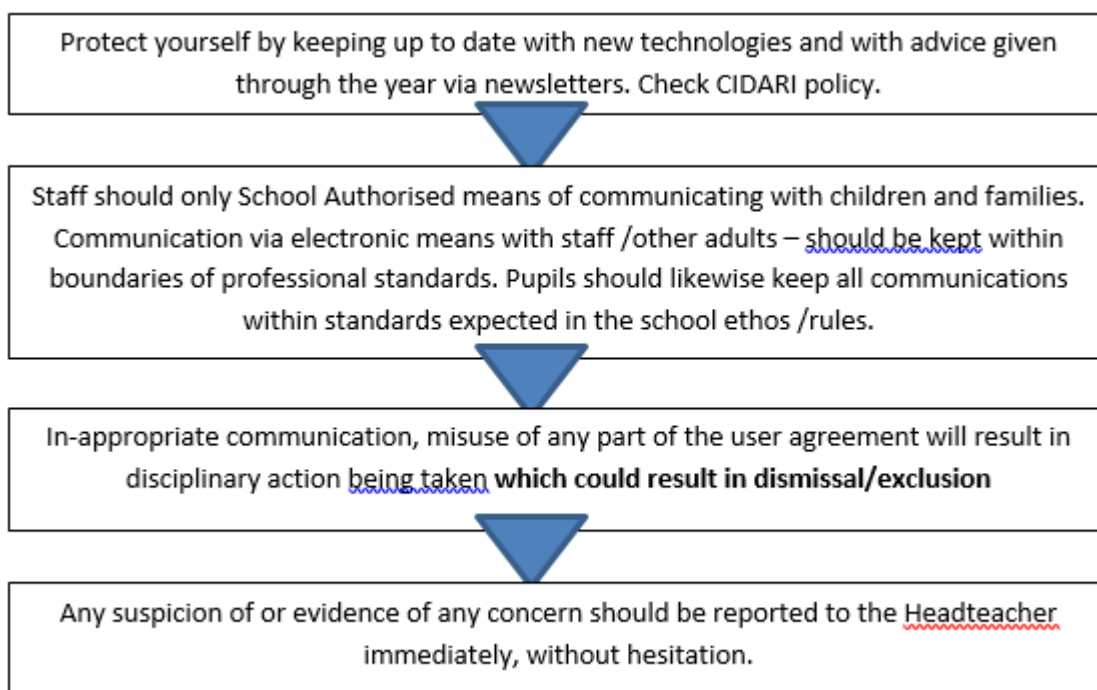 Protect yourself by keeping up to date with new technologies and with advice given
through the year via newsletters. Check CIDARI policy.
Staff should only School Authorised means of communicating with children and families.
Communication via electronic means with staff /other adults – should be kept within
boundaries of professional standards. Pupils should likewise keep all communications
within standards expected in the school ethos /rules.
In-appropriate communication, misuse of any part of the user agreement will result in
disciplinary action being taken which could result in dismissal/exclusion
Any suspicion of or evidence of any concern should be reported to the Headteacher
immediately, without hesitation.